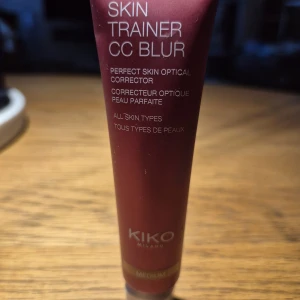 SKIN
TRAINER
CC BLUR
PERFECT SKIN OPTICAL
CORRECTOR
CORRECTEUR OPTIQUE
PEAU PARFAITE
ALL SKIN TYPES
TOUS TYPES DE PEAUX
KIKO
MILANO